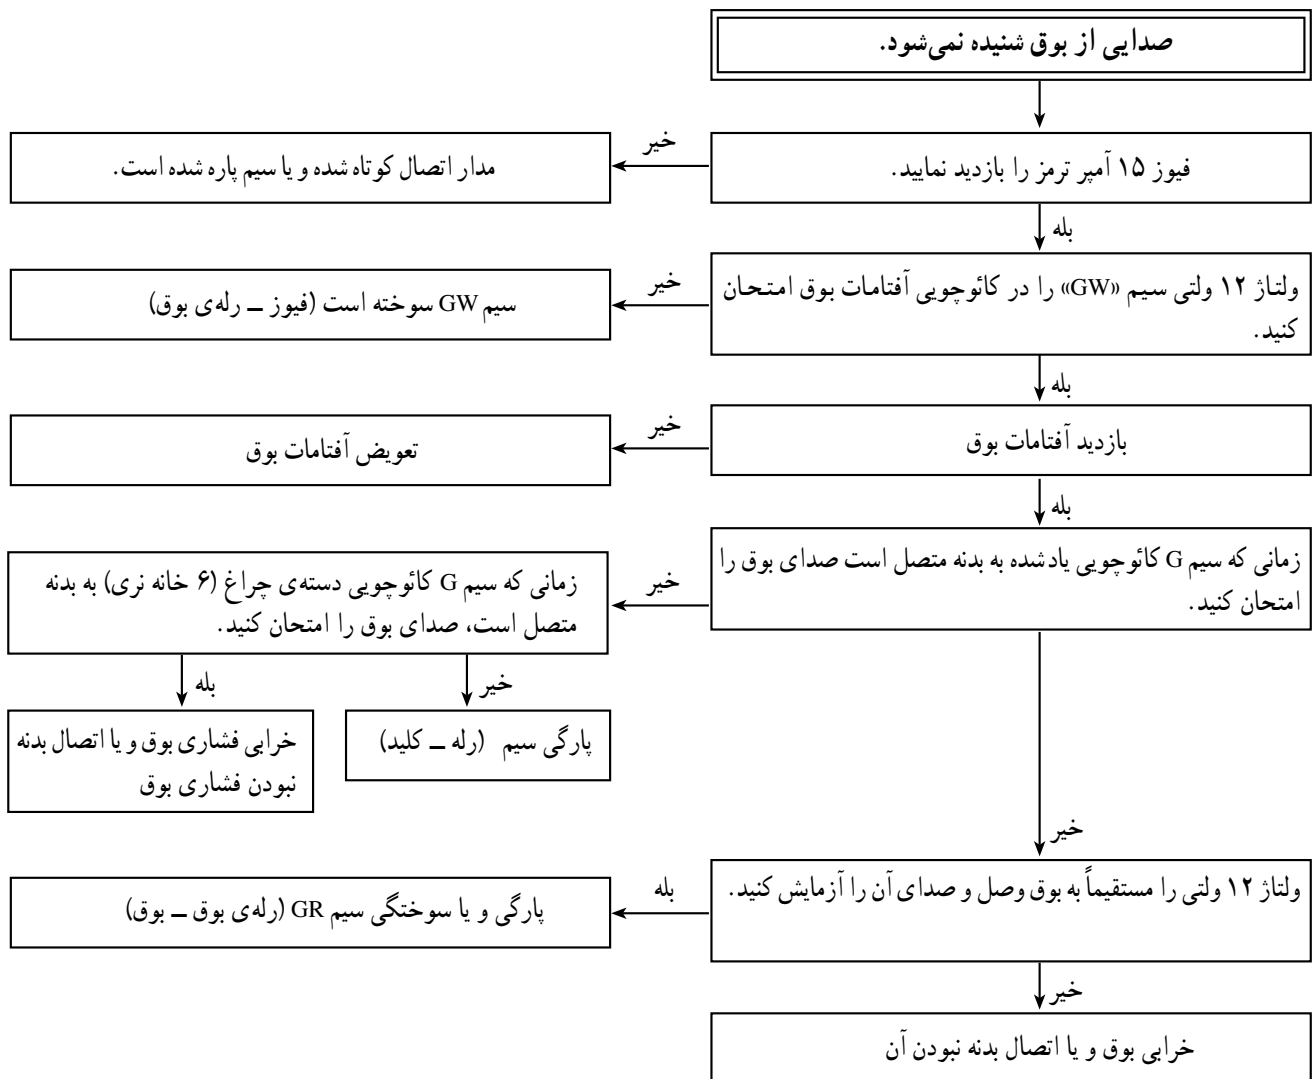 صدایی از بوق شنیده نمی‌شود.
فیوز ۱۵ آمپر ترمز را بازدید نمایید.
خیر
مدار اتصال کوتاه شده و یا سیم پاره شده است.
بله
ولتاژ ۱۲ ولتی سیم «GW» را در کائوچویی آفتامات بوق امتحان
کنید.
خیر
سیم GW سوخته است (فیوز ـ رله‌ی بوق)
بله
بازدید آفتامات بوق
خیر
تعویض آفتامات بوق
بله
زمانی که سیم G کائوچویی یادشده به بدنه متصل است صدای بوق را
امتحان کنید.
خیر
زمانی که سیم G کائوچویی دسته‌ی چراغ (۶ خانه نری) به بدنه
متصل است، صدای بوق را امتحان کنید.
خیر
بله
پارگی سیم (رله ـ کلید)
خرابی فشاری بوق و یا اتصال بدنه
نبودن فشاری بوق
خیر
ولتاژ ۱۲ ولتی را مستقیماً به بوق وصل و صدای آن را آزمایش کنید.
بله
پارگی و یا سوختگی سیم GR (رله‌ی بوق ـ بوق)
خیر
خرابی بوق و یا اتصال بدنه نبودن آن